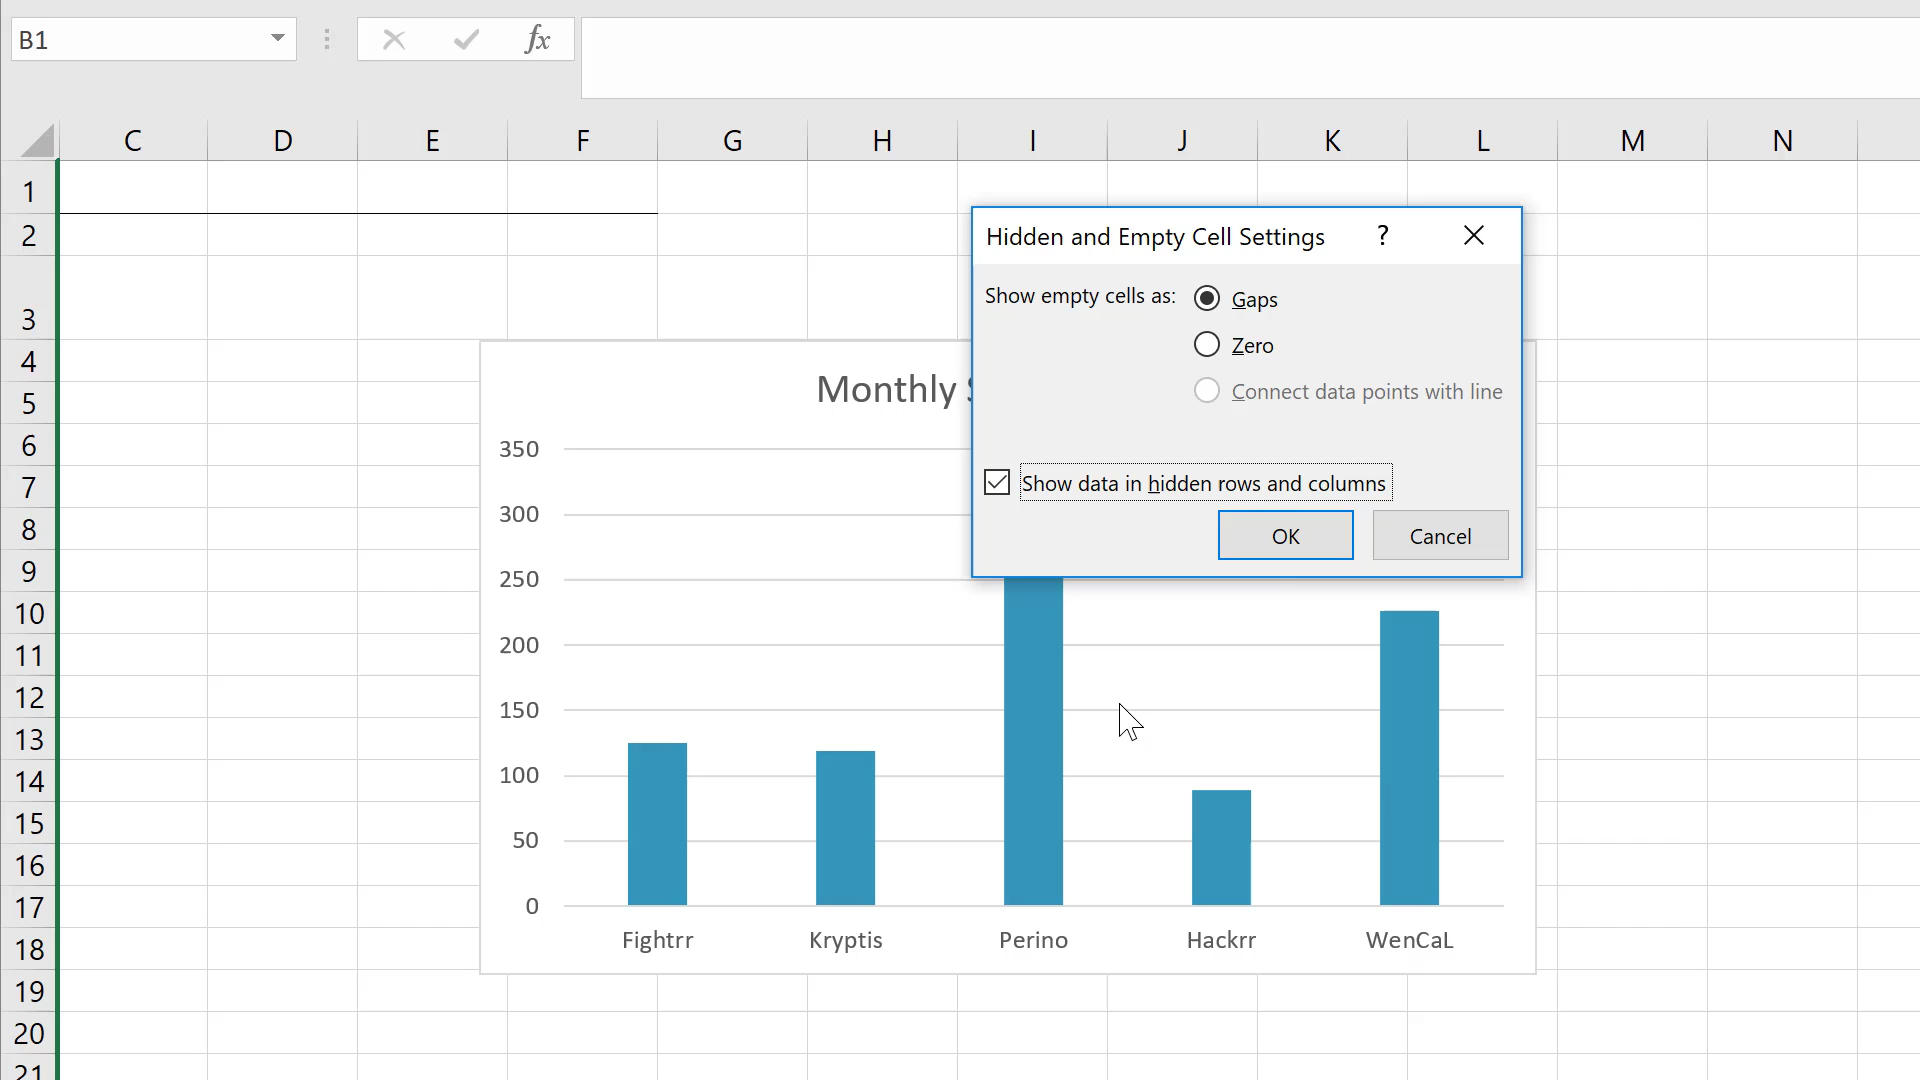 B1
fx
C D E F G H I J K L M N
1
2
3
4
5
6
7
8
9
10
11
12
13
14
15
16
17
18
19
20
21
Hidden and Empty Cell Settings ? 
Show empty cells as: Gaps
Zero
Connect data points with line
Show data in hidden rows and columns
OK Cancel
Monthly
350
300
250
200
150
100
50
0
Fightrr Kryptis Perino Hackrr WenCaL